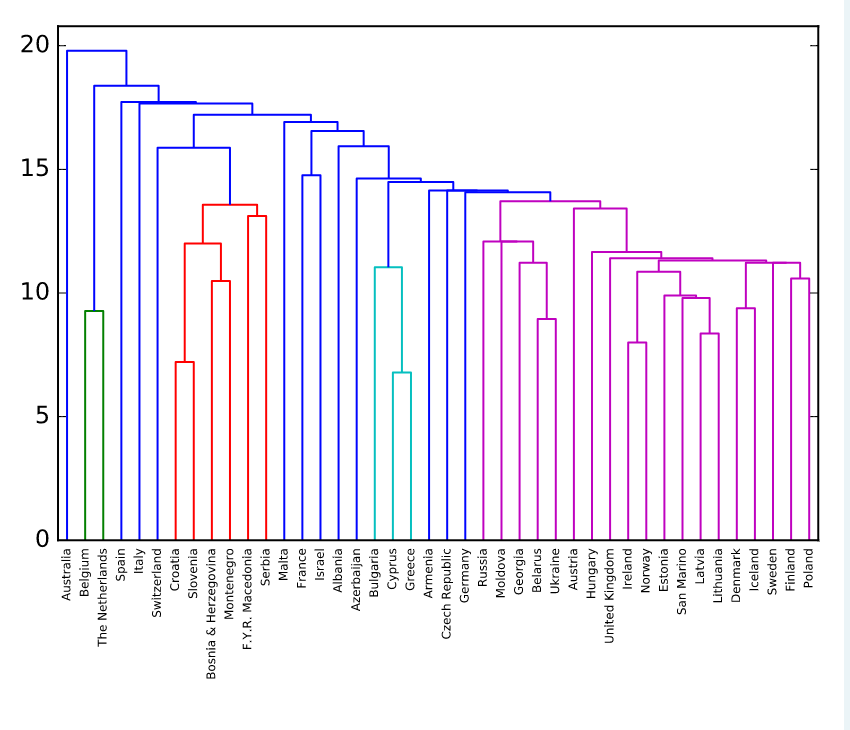 20
15
10
5
0
Australia
Belgium
The Netherlands
Spain
Italy
Switzerland
Croatia
Slovenia
Bosnia & Herzegovina
Montenegro
F.Y.R. Macedonia
Serbia
Malta
France
Israel
Albania
Azerbaijan
Bulgaria
Cyprus
Greece
Armenia
Czech Republic
Germany
Russia
Moldova
Georgia
Belarus
Ukraine
Austria
Hungary
United Kingdom
Ireland
Norway
Estonia
San Marino
Latvia
Lithuania
Denmark
Iceland
Sweden
Finland
Poland